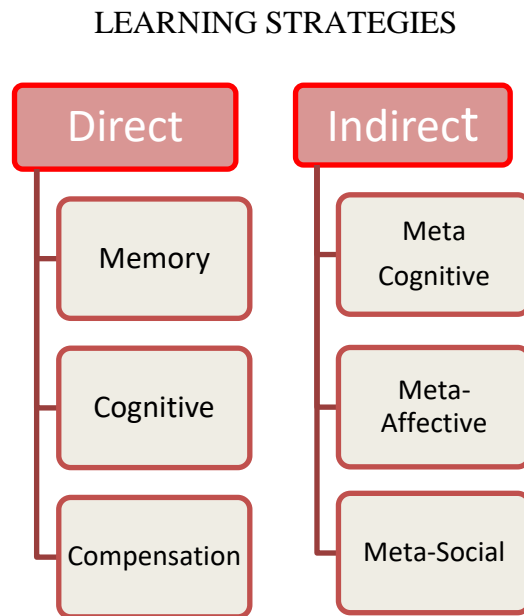 LEARNING STRATEGIES
Direct
Memory
Cognitive
Compensation
Indirect
Meta
Cognitive
Meta-
Affective
Meta-Social